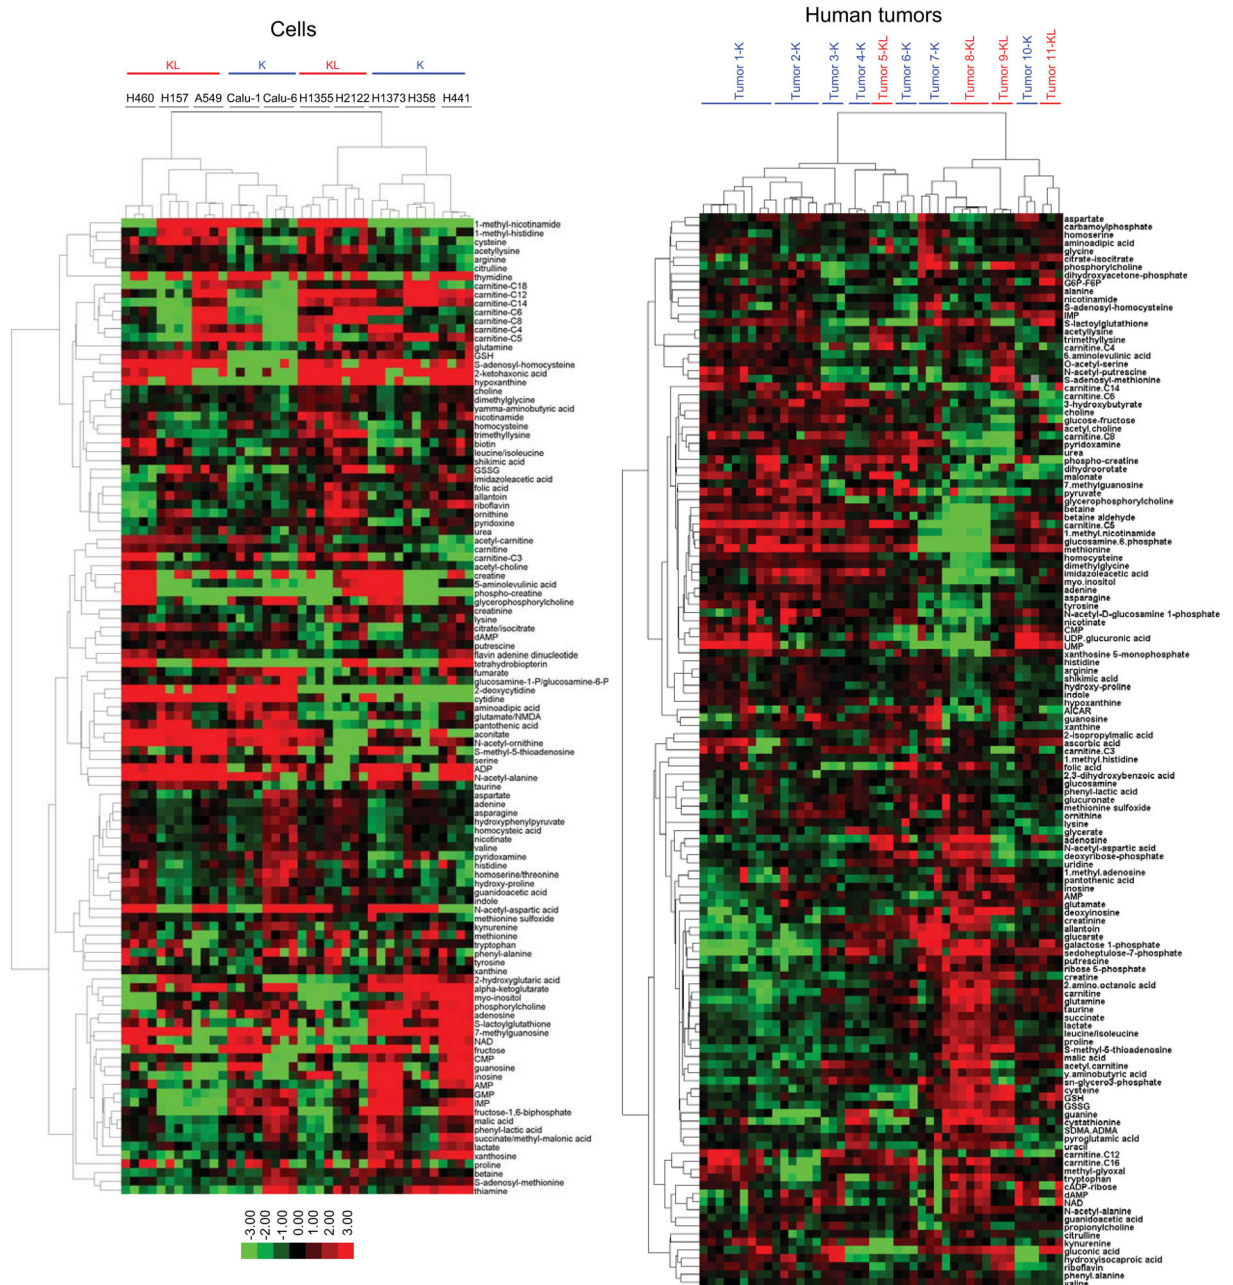 Cells
Human tumors
KL
K
KL
K
H460
H157
A549
Calu-1
Calu-6
H1355
H2122
H1373
H358
H441
Tumor 1-K
Tumor 2-K
Tumor 3-K
Tumor 4-K
Tumor 5-KL
Tumor 6-K
Tumor 7-K
Tumor 8-KL
Tumor 9-KL
Tumor 10-K
Tumor 11-KL
1-methyl-nicotinamide
1-methyl-histidine
cysteine
acetyllysine
arginine
citrulline
thymidine
carnitine-C18
carnitine-C12
carnitine-C14
carnitine-C6
carnitine-C8
carnitine-C4
carnitine-C5
glutamine
GSH
S-adenosyl-homocysteine
2-ketohaxonic acid
hypoxanthine
choline
dimethylglycine
yamma-aminobutyric acid
nicotinamide
homocysteine
trimethyllysine
biotin
leucine/isoleucine
shikimic acid
GSSG
imidazoleacetic acid
folic acid
allantoin
riboflavin
ornithine
pyridoxine
urea
acetyl-carnitine
carnitine
carnitine-C3
acetyl-choline
creatine
5-aminolevulinic acid
phospho-creatine
glycerophosphorylcholine
creatinine
lysine
citrate/isocitrate
dAMP
putrescine
flavin adenine dinucleotide
tetrahydrobiopterin
fumarate
glucosamine-1-P/glucosamine-6-P
2-deoxycytidine
cytidine
aminoadipic acid
glutamate/NMDA
pantothenic acid
aconitate
N-acetyl-ornithine
S-methyl-5-thioadenosine
serine
ADP
N-acetyl-alanine
taurine
aspartate
adenine
asparagine
hydroxyphenylpyruvate
homocysteic acid
nicotinate
valine
pyridoxamine
histidine
homoserine/threonine
hydroxy-proline
guanidoacetic acid
indole
N-acetyl-aspartic acid
methionine sulfoxide
kynurenine
methionine
tryptophan
phenyl-alanine
tyrosine
xanthine
2-hydroxyglutaric acid
alpha-ketoglutarate
myo-inositol
phosphorylcholine
adenosine
S-lactoylglutathione
7-methylguanosine
NAD
fructose
CMP
guanosine
inosine
AMP
GMP
IMP
fructose-1,6-biphosphate
malic acid
phenyl-lactic acid
succinate/methyl-malonic acid
lactate
xanthosine
proline
betaine
S-adenosyl-methionine
thiamine
-3.00
-2.00
-1.00
0.00
1.00
2.00
3.00
aspartate
carbamoylphosphate
homoserine
aminoadipic acid
glycine
citrate-isocitrate
phosphorylcholine
dihydroxyacetone-phosphate
G6P-F6P
alanine
nicotinamide
S-adenosyl-homocysteine
IMP
S-lactoylglutathione
acetyllysine
trimethyllysine
carnitine.C4
5.aminolevulinic acid
O-acetyl-serine
N-acetyl-putrescine
S-adenosyl-methionine
carnitine.C14
carnitine.C6
3-hydroxybutyrate
choline
glucose-fructose
acetyl.choline
carnitine.C8
pyridoxamine
urea
phospho-creatine
dihydroorotate
malonate
7.methylguanosine
pyruvate
glycerophosphorylcholine
betaine
betaine aldehyde
carnitine.C5
1.methyl.nicotinamide
glucosamine.6.phosphate
methionine
homocysteine
dimethylglycine
imidazoleacetic acid
myo.inositol
adenine
asparagine
tyrosine
N-acetyl-D-glucosamine 1-phosphate
nicotinate
CMP
UDP.glucuronic acid
UMP
xanthosine 5-monophosphate
histidine
arginine
shikimic acid
hydroxy-proline
indole
hypoxanthine
AICAR
guanosine
xanthine
2-isopropylmalic acid
ascorbic acid
carnitine.C3
1.methyl.histidine
folic acid
2,3-dihydroxybenzoic acid
glucosamine
phenyl-lactic acid
glucuronate
methionine sulfoxide
ornithine
lysine
glycerate
adenosine
N-acetyl-aspartic acid
deoxyribose-phosphate
uridine
1.methyl.adenosine
pantothenic acid
inosine
AMP
glutamate
deoxyinosine
creatinine
allantoin
glucarate
galactose 1-phosphate
sedoheptulose-7-phosphate
putrescine
ribose 5-phosphate
creatine
2.amino.octanoic acid
carnitine
glutamine
taurine
succinate
lactate
leucine/isoleucine
proline
S-methyl-5-thioadenosine
malic acid
acetyl.carnitine
y.aminobutyric acid
sn-glycero3-phosphate
cysteine
GSH
GSSG
guanine
cystathionine
SDMA.ADMA
pyroglutamic acid
uracil
carnitine.C12
carnitine.C16
methyl-glyoxal
tryptophan
cADP-ribose
dAMP
NAD
N-acetyl-alanine
guanidoacetic acid
propionylcholine
citrulline
kynurenine
gluconic acid
hydroxyisocaproic acid
riboflavin
phenyl.alanine
valine